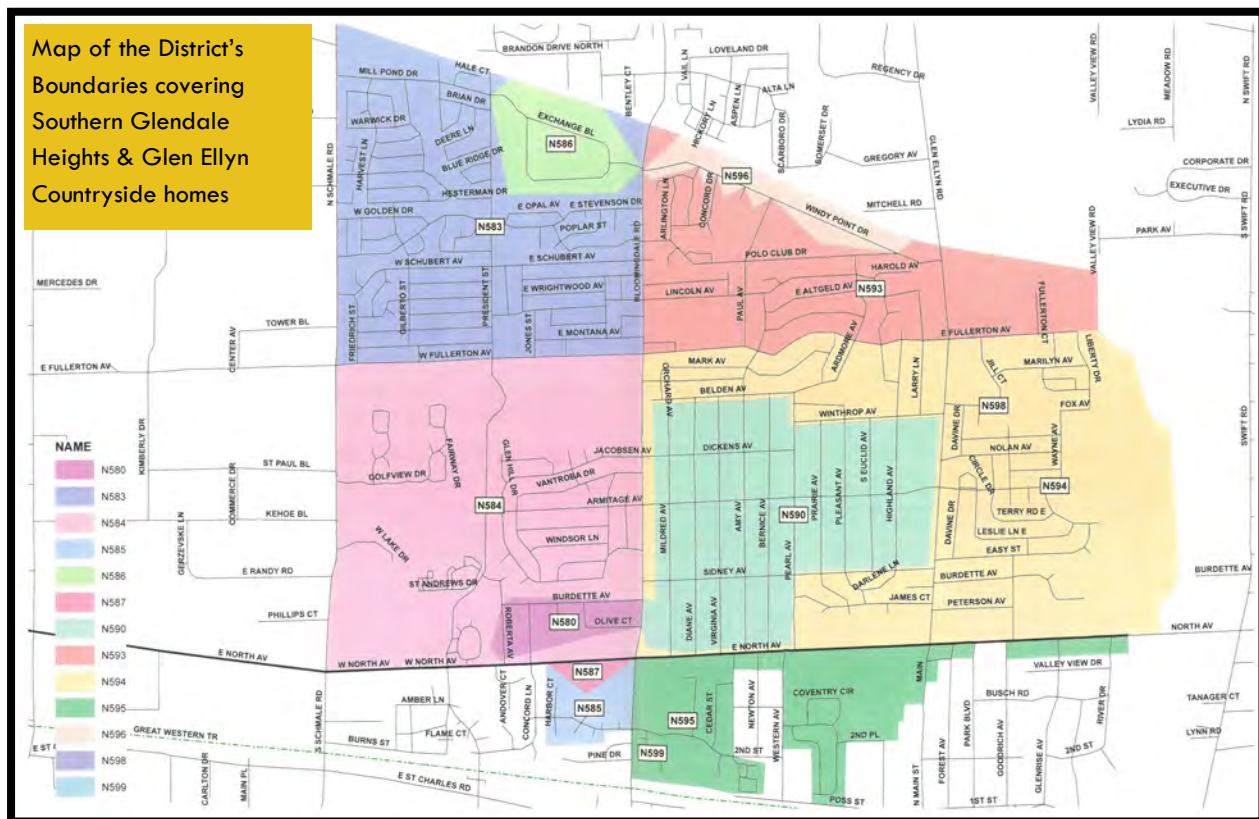 Map of the District's
Boundaries covering
Southern Glendale
Heights & Glen Ellyn
Countryside homes
BRANDON DRIVE NORTH
LOVELAND DR
VAIL LN
REGENCY DR
VALLEY VIEW RD
MEADOW RD
N SWIFT RD
HALE CT
MILL POND DR
BRIAN DR
BENTLEY CT
ASPEN LN
ALTA LN
HICKORY LN
SCARBORO DR
SOMERSET DR
EXCHANGE BL
N586
WARWICK DR
DEERE LN
BLUE RIDGE DR
HARVEST LN
N SCHMALE RD
HESTERMAN DR
GREGORY AV
GLEN ELLYN RD
LYDIA RD
CORPORATE DR
EXECUTIVE DR
N596
W GOLDEN DR
E OPAL AV
E STEVENSON DR
POPLAR ST
N583
ARLINGTON LN
CONCORD DR
WINDY POINT DR
MITCHELL RD
VALLEY VIEW RD
PARK AV
S SWIFT RD
BLOOMINGDALE RD
W SCHUBERT AV
E SCHUBERT AV
POLO CLUB DR
HAROLD AV
MERCEDES DR
GILBERTO ST
PRESIDENT ST
E WRIGHTWOOD AV
LINCOLN AV
PAUL AV
E ALTGELD AV
N593
FULLERTON CT
FRIEDRICH ST
JONES ST
E MONTANA AV
TOWER BL
CENTER AV
ARDMORE AV
E FULLERTON AV
LIBERTY DR
E FULLERTON AV
W FULLERTON AV
MARK AV
LARRY LN
JILL CT
MARILYN AV
ORCHARD AV
BELDEN AV
N598
FOX AV
WINTHROP AV
DAVINE DR
SWIFT RD
KIMBERLY DR
FAIRWAY DR
GLEN HILL DR
JACOBSEN AV
DICKENS AV
S EUCLID AV
NOLAN AV
WAYNE AV
ST PAUL BL
GOLFVIEW DR
VANTROBA DR
CIRCLE DR
N594
COMMERCE DR
N584
ARMITAGE AV
N590
PRAIRIE AV
PLEASANT AV
HIGHLAND AV
DAVINE DR
TERRY RD E
KEHOE BL
AMY AV
BERNICE AV
MILDRED AV
LESLIE LN E
W LAKE DR
WINDSOR LN
PEARL AV
EASY ST
GERZEVSKE LN
E RANDY RD
ST ANDREWS DR
SIDNEY AV
DARLENE LN
BURDETTE AV
BURDETTE AV
BURDETTE AV
JAMES CT
PETERSON AV
PHILLIPS CT
ROBERTA AV
N580
OLIVE CT
DIANE AV
VIRGINIA AV
E NORTH AV
NORTH AV
E NORTH AV
W NORTH AV
W NORTH AV
N587
MAIN
VALLEY VIEW DR
ANDOVER CT
CONCORD LN
HARBOR CT
AMBER LN
N585
N595
CEDAR ST
NEWTON AV
WESTERN AV
COVENTRY CIR
BUSCH RD
RIVER DR
TANAGER CT
S SCHMALE RD
FLAME CT
BURNS ST
GREAT WESTERN TR
PINE DR
N599
2ND ST
2ND PL
PARK BLVD
GOODRICH AV
2ND ST
LYNN RD
FOREST AV
GLENRISE AV
CARLTON DR
MAIN PL
E ST CHARLES RD
POSS ST
N MAIN ST
1ST ST
NAME
N580
N583
N584
N585
N586
N587
N590
N593
N594
N595
N596
N598
N599